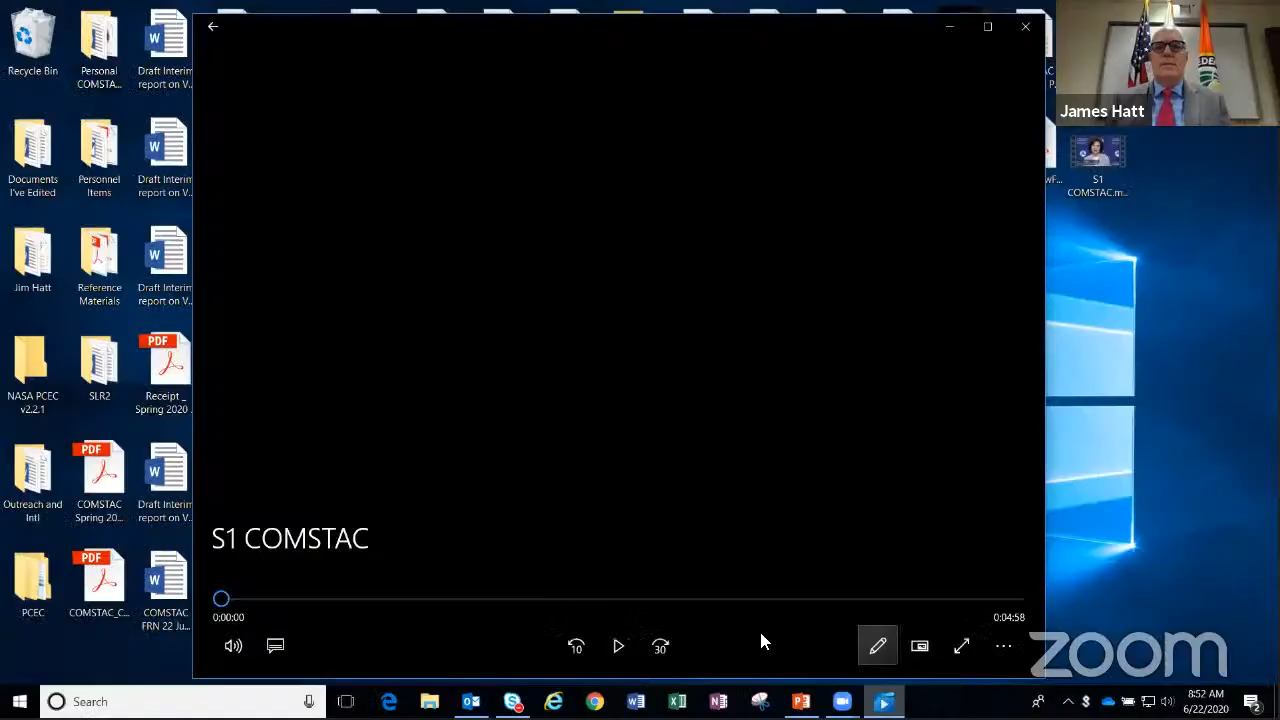 Recycle Bin
Personal
COMSTA...
Draft Interim
report on V...
Documents
I've Edited
Personnel
Items
Draft Interim
report on V...
Jim Hatt
Reference
Materials
Draft Interim
report on V...
NASA PCEC
v2.2.1
SLR2
PDF
Receipt _
Spring 2020
Outreach and
Intl
PDF
COMSTAC
Spring 20...
Draft Interim
report on V...
PCEC
PDF
COMSTAC_C...
COMSTAC
FRN 22 Ju...
James Hatt
S1
COMSTAC.m...
S1 COMSTAC
0:00:00
0:04:58
10
30
zoom
Search
8:52 AM
6/22/2020
2